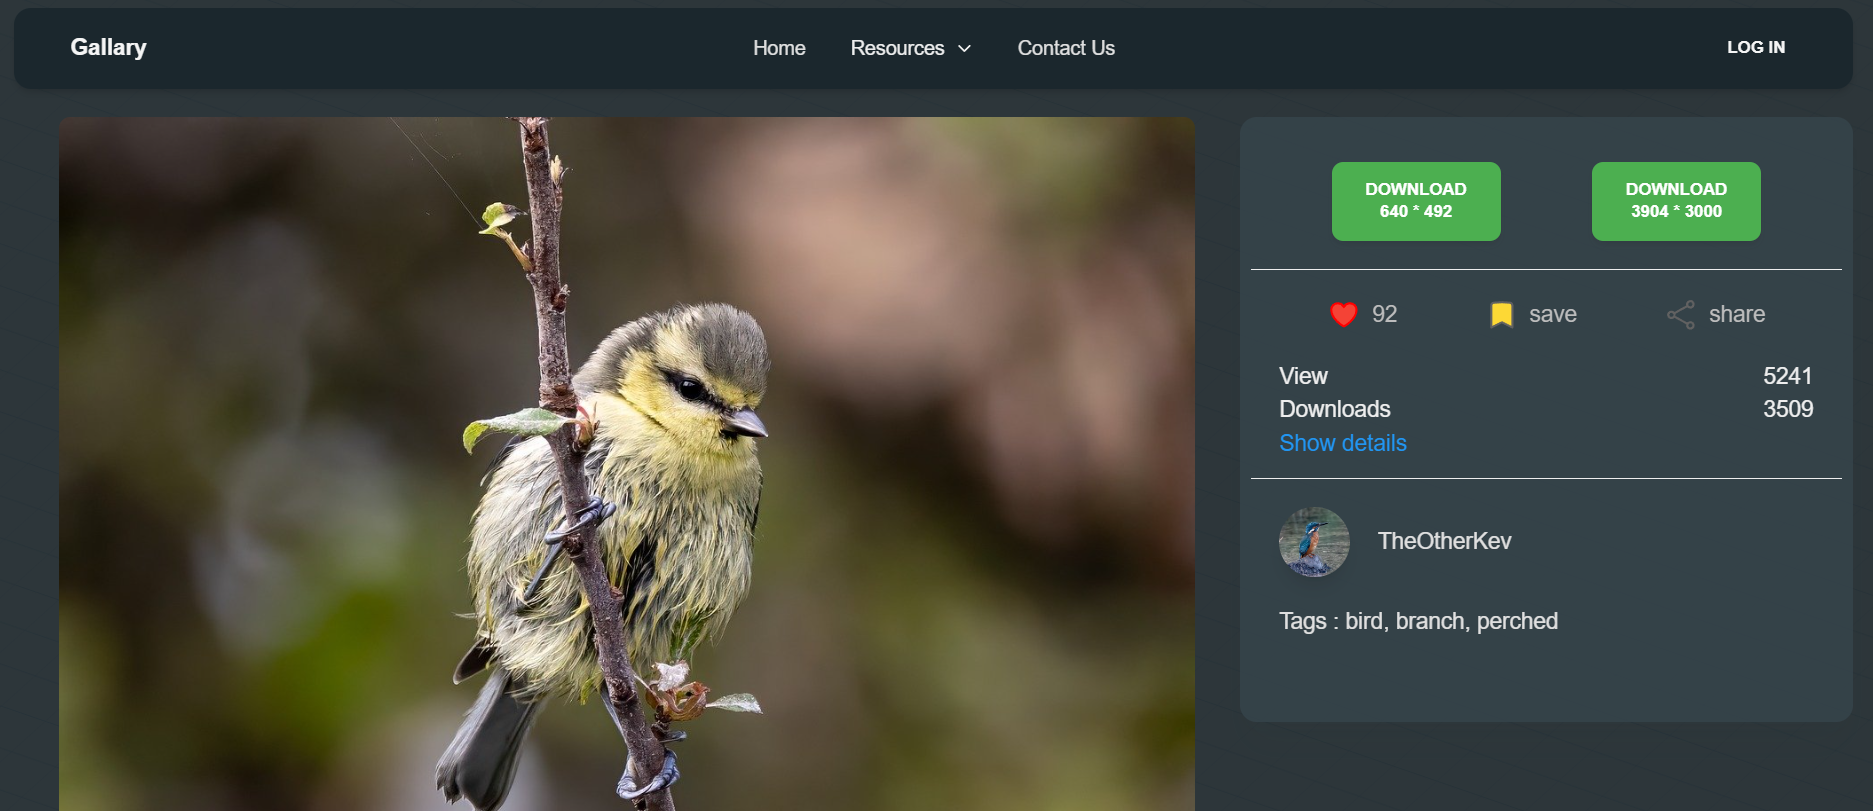 Gallary
Home
Resources
Contact Us
LOG IN
DOWNLOAD
640 * 492
DOWNLOAD
3904 * 3000
92
save
share
View
5241
Downloads
3509
Show details
TheOtherKev
Tags : bird, branch, perched